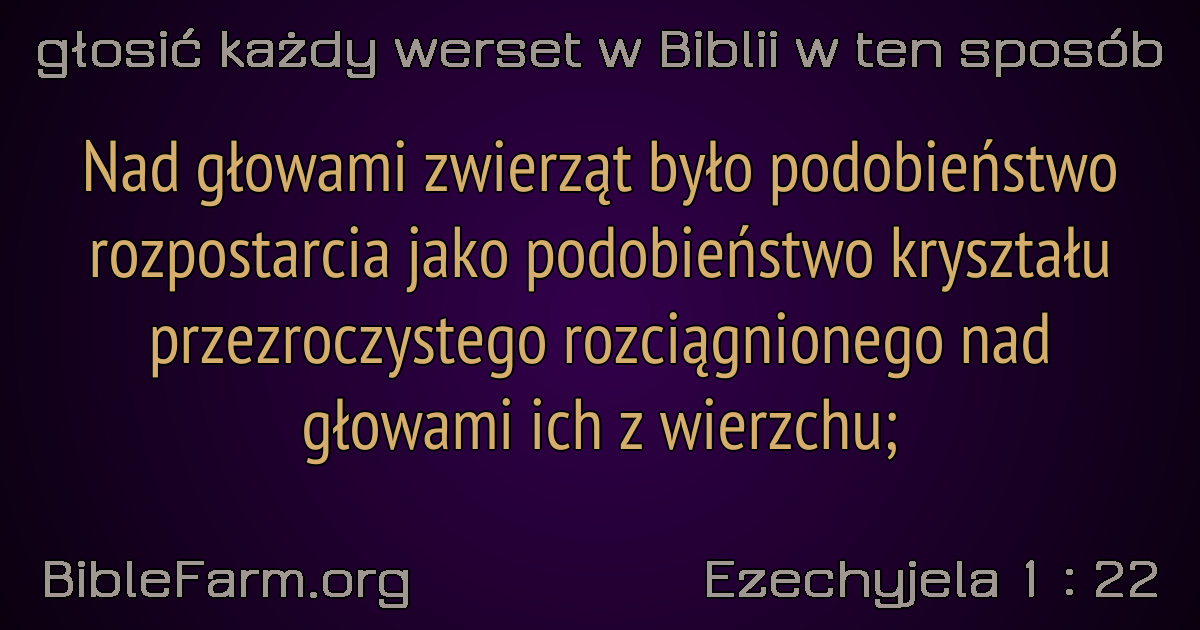 głosić każdy werset w Biblii w ten sposób
Nad głowami zwierząt było podobieństwo
rozpostarcia jako podobieństwo kryształu
przezroczystego rozciągnionego nad
głowami ich z wierzchu;
BibleFarm.org
Ezechyjela 1 : 22